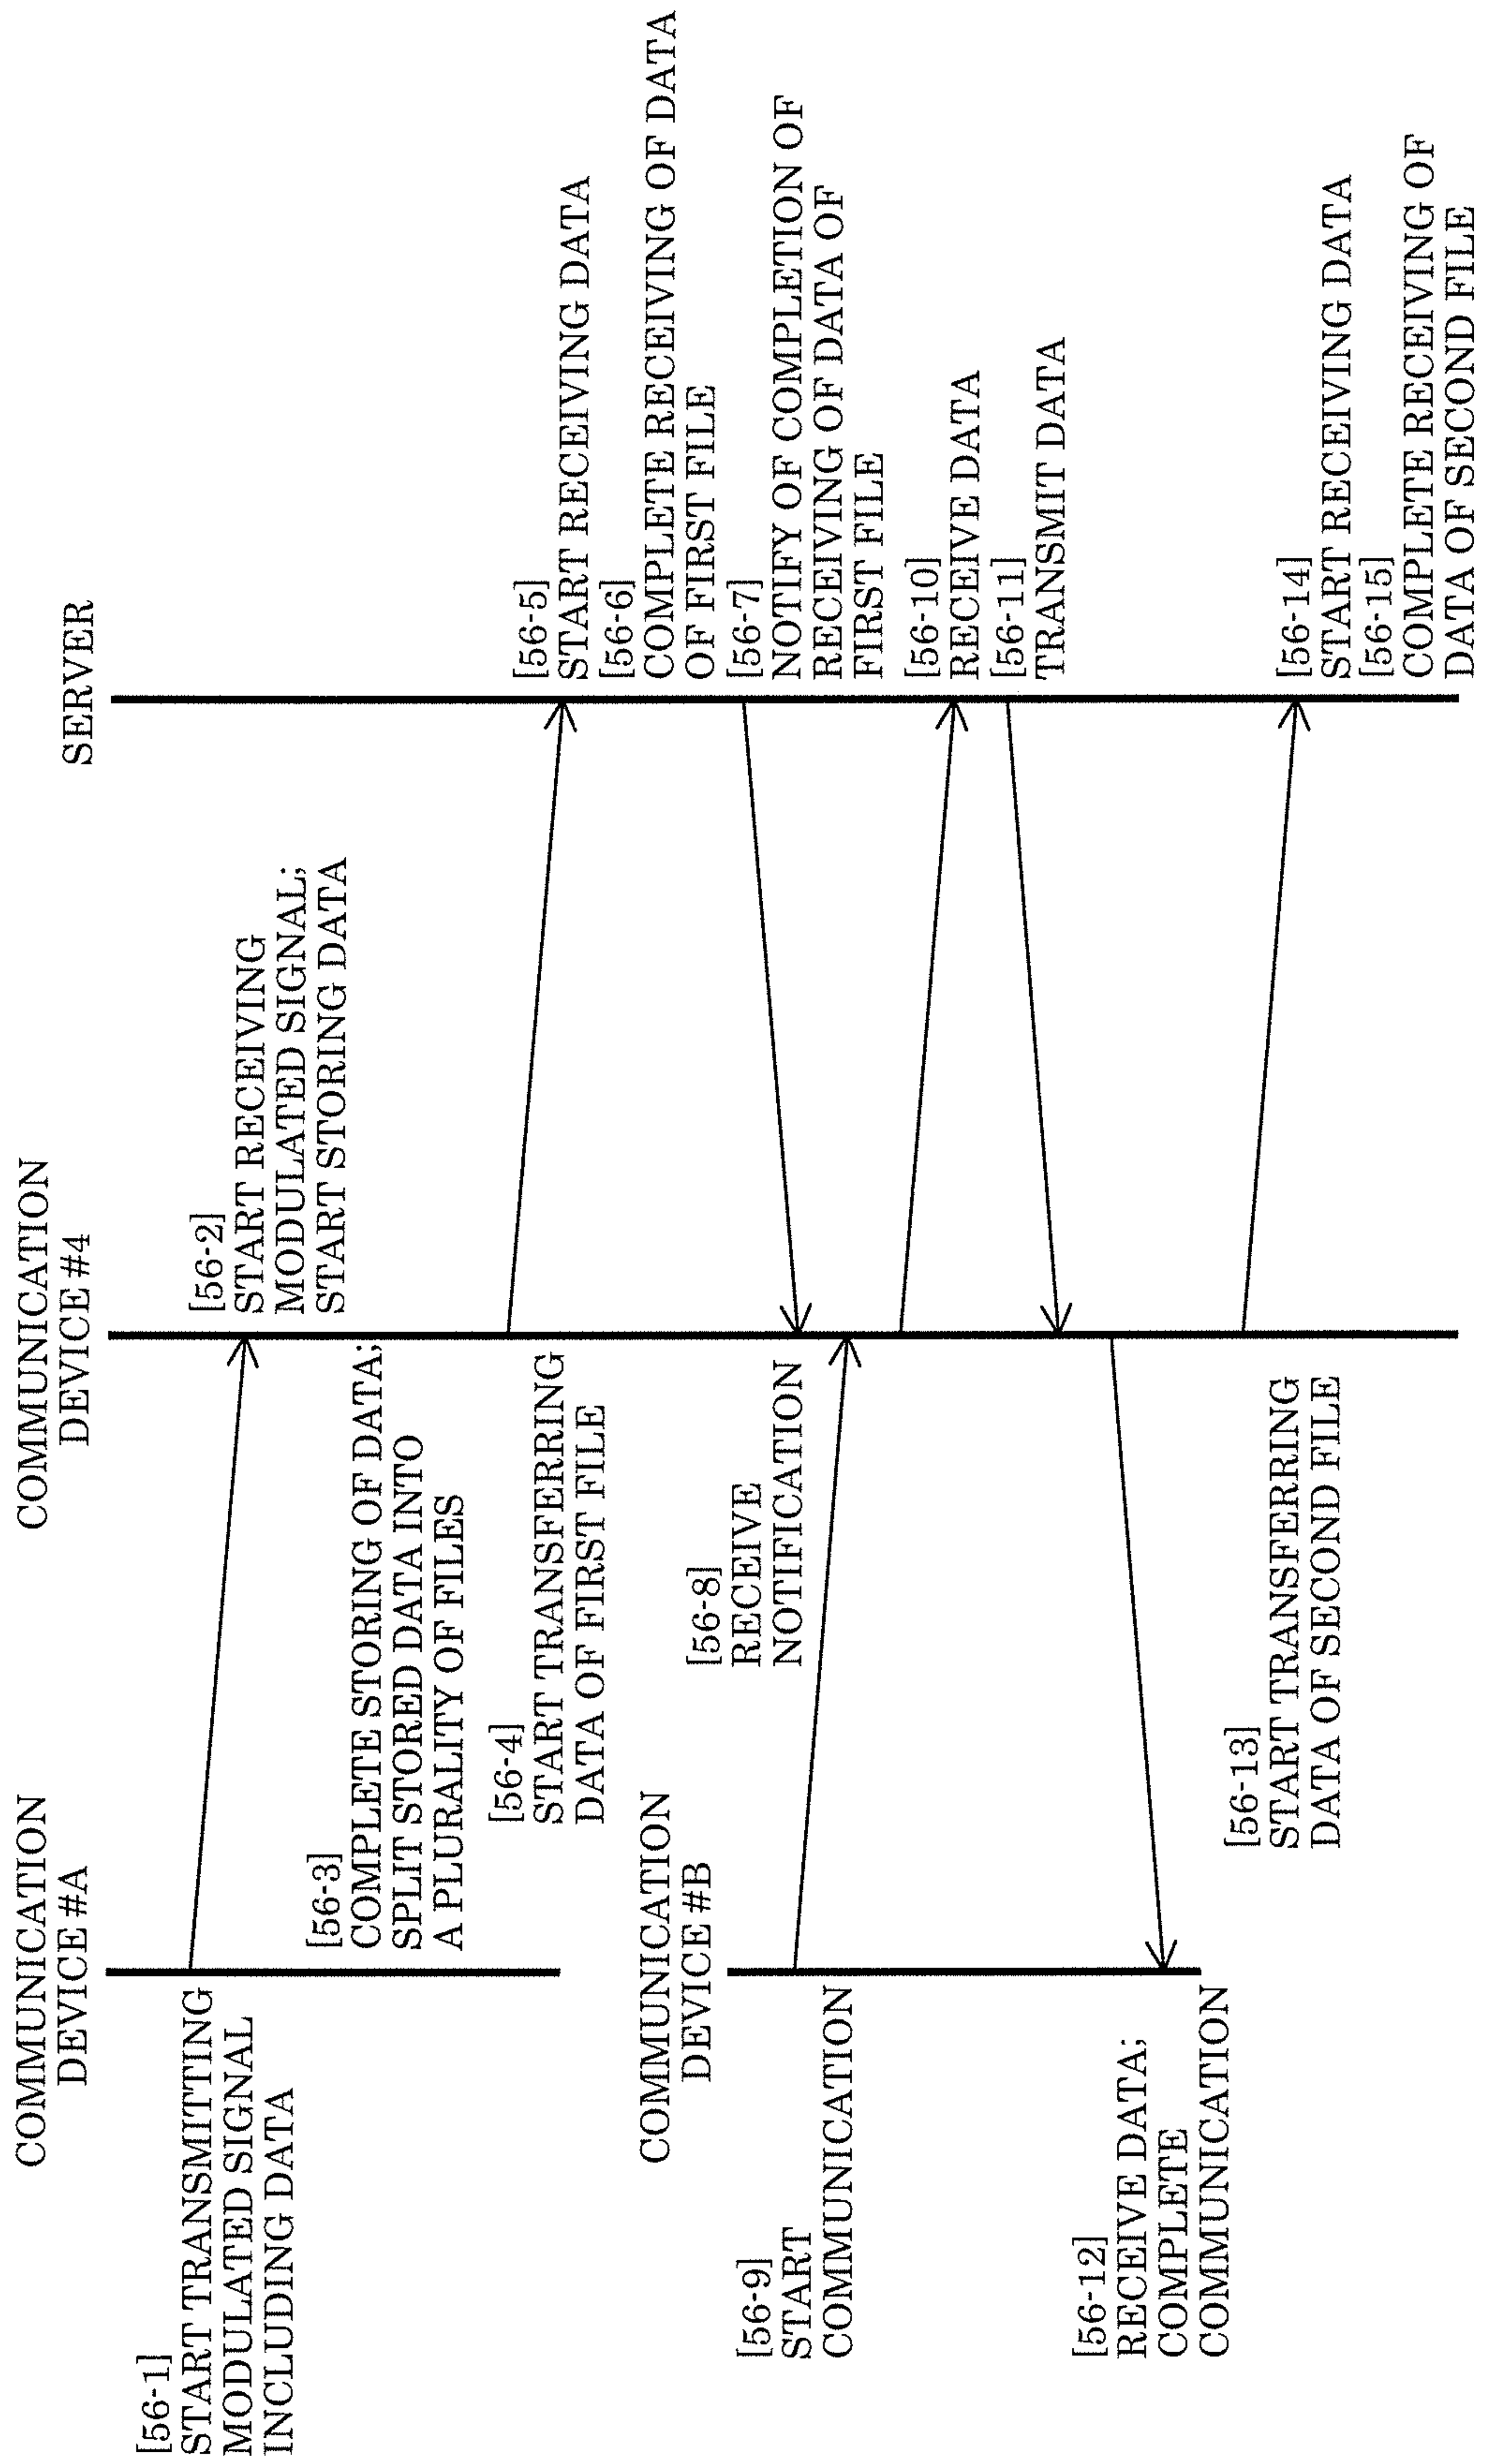 COMMUNICATION
DEVICE #A
COMMUNICATION
DEVICE #4
SERVER
[56-1]
START TRANSMITTING
MODULATED SIGNAL
INCLUDING DATA
[56-2]
START RECEIVING
MODULATED SIGNAL;
START STORING DATA
[56-3]
COMPLETE STORING OF DATA;
SPLIT STORED DATA INTO
A PLURALITY OF FILES
[56-4]
START TRANSFERRING
DATA OF FIRST FILE
[56-5]
START RECEIVING DATA
[56-6]
COMPLETE RECEIVING OF DATA
OF FIRST FILE
COMMUNICATION
DEVICE #B
[56-7]
NOTIFY OF COMPLETION OF
RECEIVING OF DATA OF
FIRST FILE
[56-8]
RECEIVE
NOTIFICATION
[56-9]
START
COMMUNICATION
[56-10]
RECEIVE DATA
[56-11]
TRANSMIT DATA
[56-12]
RECEIVE DATA;
COMPLETE
COMMUNICATION
[56-13]
START TRANSFERRING
DATA OF SECOND FILE
[56-14]
START RECEIVING DATA
[56-15]
COMPLETE RECEIVING OF
DATA OF SECOND FILE